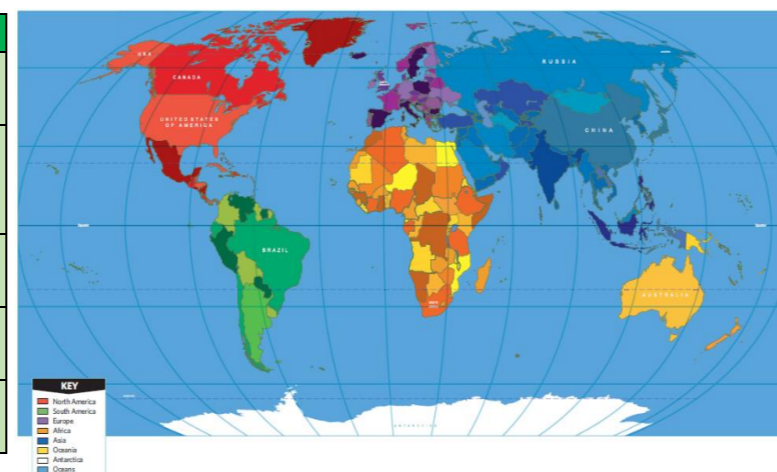 USA
CANADA
UNITED STATES
OF AMERICA
RUSSIA
CHINA
BRAZIL
AUSTRALIA
ANTARCTICA
KEY
North America
South America
Europe
Africa
Asia
Oceania
Antarctica
Oceans